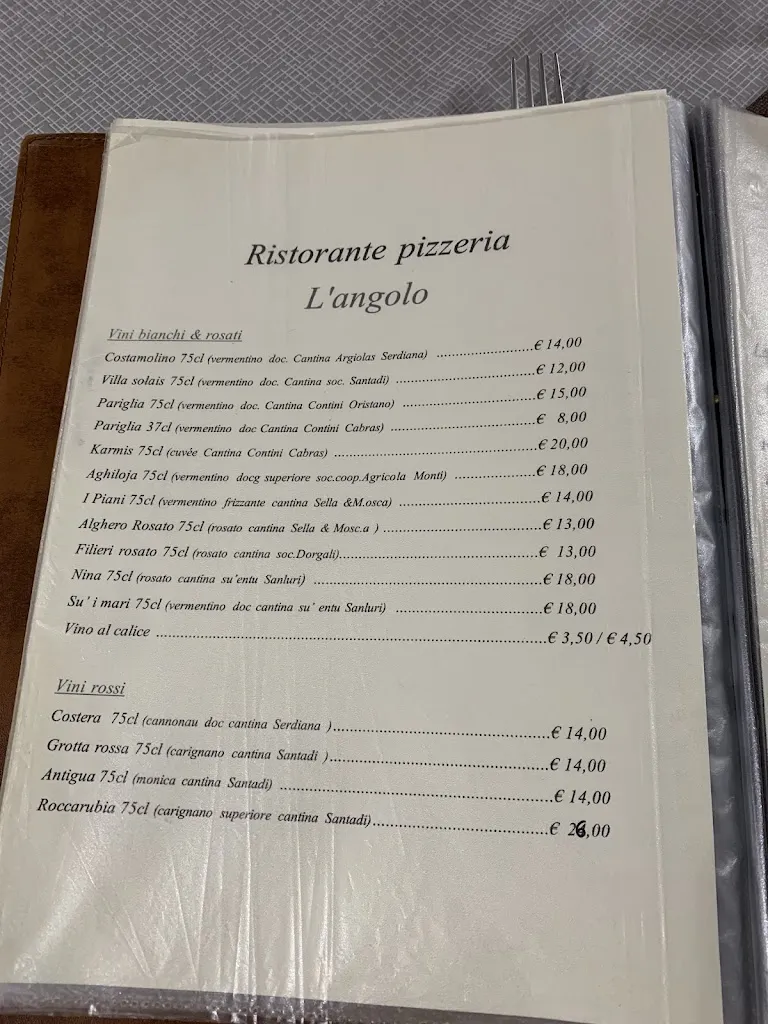 Ristorante pizzeria
L'angolo
Vini bianchi & rosati
Costamolino 75cl (vermentino doc. Cantina Argiolas Serdiana) ......................€ 14,00
Villa solais 75cl (vermentino doc. Cantina soc. Santadi) ................................€ 12,00
Pariglia 75cl (vermentino doc. Cantina Contini Oristano) ...............................€ 15,00
Pariglia 37cl (vermentino doc Cantina Contini Cabras) .................................€ 8,00
Karmis 75cl (cuvèe Cantina Contini Cabras) .............................................€ 20,00
Aghiloja 75cl (vermentino docg superiore soc.coop.Agricola Monti) ..................€ 18,00
I Piani 75cl (vermentino frizzante cantina Sella &M.osca) ................................€ 14,00
Alghero Rosato 75cl (rosato cantina Sella & Mosc.a ) ...................................€ 13,00
Filieri rosato 75cl (rosato cantina soc.Dorgali)............................................€ 13,00
Nina 75cl (rosato cantina su'entu Sanluri) .................................................€ 18,00
Su' i mari 75cl (vermentino doc cantina su' entu Sanluri) ................................€ 18,00
Vino al calice ...................................................................................€ 3,50 / € 4,50
Vini rossi
Costera 75cl (cannonau doc cantina Serdiana )..............................................€ 14,00
Grotta rossa 75cl (carignano cantina Santadi )..............................................€ 14,00
Antigua 75cl (monica cantina Santadi) .........................................................€ 14,00
Roccarubia 75cl (carignano superiore cantina Santadi)......................................€ 26,00